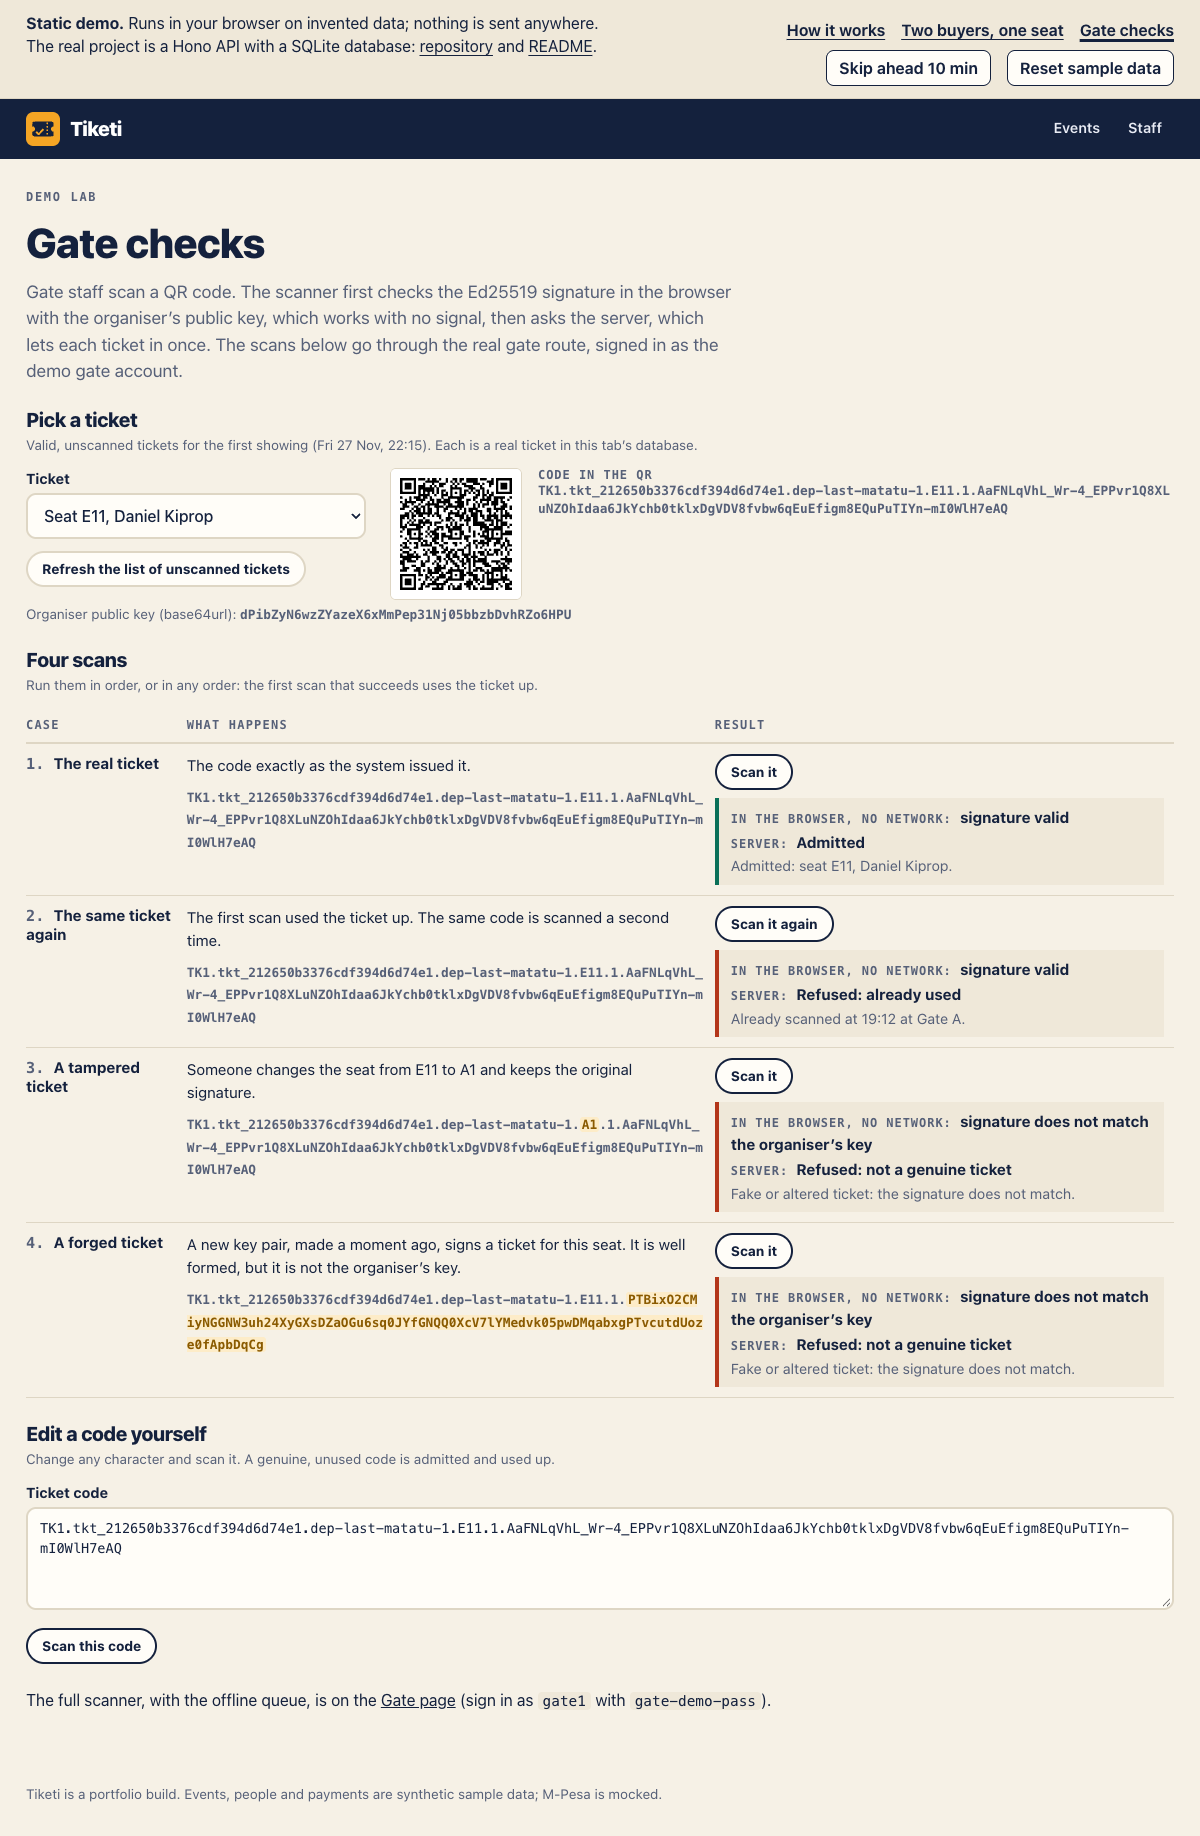 Static demo. Runs in your browser on invented data; nothing is sent anywhere.
The real project is a Hono API with a SQLite database: repository and README.
How it works Two buyers, one seat Gate checks
Skip ahead 10 min Reset sample data
Tiketi
Events Staff
DEMO LAB
Gate checks
Gate staff scan a QR code. The scanner first checks the Ed25519 signature in the browser
with the organiser’s public key, which works with no signal, then asks the server, which
lets each ticket in once. The scans below go through the real gate route, signed in as the
demo gate account.
Pick a ticket
Valid, unscanned tickets for the first showing (Fri 27 Nov, 22:15). Each is a real ticket in this tab’s database.
Ticket
Seat E11, Daniel Kiprop
Refresh the list of unscanned tickets
CODE IN THE QR
TK1.tkt_212650b3376cdf394d6d74e1.dep-last-matatu-1.E11.1.AaFNLqVhL_Wr-4_EPPvr1Q8XL
uNZOhIdaa6JkYchb0tklxDgVDV8fvbw6qEuEfigm8EQuPuTIYn-mI0WlH7eAQ
Organiser public key (base64url): dPibZyN6wzZYazeX6xMmPep31Nj05bbzbDvhRZo6HPU
Four scans
Run them in order, or in any order: the first scan that succeeds uses the ticket up.
CASE WHAT HAPPENS RESULT
1. The real ticket
The code exactly as the system issued it.
TK1.tkt_212650b3376cdf394d6d74e1.dep-last-matatu-1.E11.1.AaFNLqVhL_
Wr-4_EPPvr1Q8XLuNZOhIdaa6JkYchb0tklxDgVDV8fvbw6qEuEfigm8EQuPuTIYn-m
I0WlH7eAQ
Scan it
IN THE BROWSER, NO NETWORK: signature valid
SERVER: Admitted
Admitted: seat E11, Daniel Kiprop.
2. The same ticket
again
The first scan used the ticket up. The same code is scanned a second
time.
TK1.tkt_212650b3376cdf394d6d74e1.dep-last-matatu-1.E11.1.AaFNLqVhL_
Wr-4_EPPvr1Q8XLuNZOhIdaa6JkYchb0tklxDgVDV8fvbw6qEuEfigm8EQuPuTIYn-m
I0WlH7eAQ
Scan it again
IN THE BROWSER, NO NETWORK: signature valid
SERVER: Refused: already used
Already scanned at 19:12 at Gate A.
3. A tampered
ticket
Someone changes the seat from E11 to A1 and keeps the original
signature.
TK1.tkt_212650b3376cdf394d6d74e1.dep-last-matatu-1.A1.1.AaFNLqVhL_
Wr-4_EPPvr1Q8XLuNZOhIdaa6JkYchb0tklxDgVDV8fvbw6qEuEfigm8EQuPuTIYn-m
I0WlH7eAQ
Scan it
IN THE BROWSER, NO NETWORK: signature does not match
the organiser’s key
SERVER: Refused: not a genuine ticket
Fake or altered ticket: the signature does not match.
4. A forged ticket
A new key pair, made a moment ago, signs a ticket for this seat. It is well
formed, but it is not the organiser’s key.
TK1.tkt_212650b3376cdf394d6d74e1.dep-last-matatu-1.E11.1.PTBixO2CM
iyNGGNW3uh24XyGXsDZaOGu6sq0JYfGNQQ0XcV7lYMedvk05pwDMqabxgPTvcutdUoz
e0fApbDqCg
Scan it
IN THE BROWSER, NO NETWORK: signature does not match
the organiser’s key
SERVER: Refused: not a genuine ticket
Fake or altered ticket: the signature does not match.
Edit a code yourself
Change any character and scan it. A genuine, unused code is admitted and used up.
Ticket code
TK1.tkt_212650b3376cdf394d6d74e1.dep-last-matatu-1.E11.1.AaFNLqVhL_Wr-4_EPPvr1Q8XLuNZOhIdaa6JkYchb0tklxDgVDV8fvbw6qEuEfigm8EQuPuTIYn-
mI0WlH7eAQ
Scan this code
The full scanner, with the offline queue, is on the Gate page (sign in as gate1 with gate-demo-pass).
Tiketi is a portfolio build. Events, people and payments are synthetic sample data; M-Pesa is mocked.